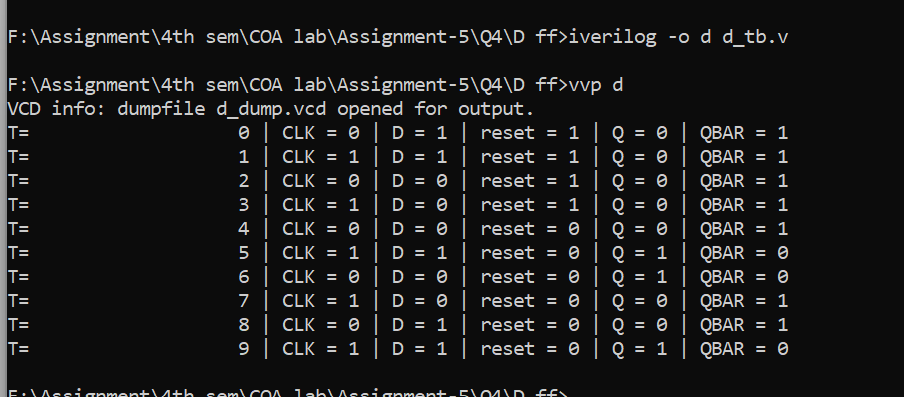 F:\Assignment\4th sem\COA lab\Assignment-5\Q4\D ff>iverilog -o d d_tb.v
F:\Assignment\4th sem\COA lab\Assignment-5\Q4\D ff>vvp d
VCD info: dumpfile d_dump.vcd opened for output.
T=                   0 | CLK = 0 | D = 1 | reset = 1 | Q = 0 | QBAR = 1
T=                   1 | CLK = 1 | D = 1 | reset = 1 | Q = 0 | QBAR = 1
T=                   2 | CLK = 0 | D = 0 | reset = 1 | Q = 0 | QBAR = 1
T=                   3 | CLK = 1 | D = 0 | reset = 1 | Q = 0 | QBAR = 1
T=                   4 | CLK = 0 | D = 0 | reset = 0 | Q = 0 | QBAR = 1
T=                   5 | CLK = 1 | D = 1 | reset = 0 | Q = 1 | QBAR = 0
T=                   6 | CLK = 0 | D = 0 | reset = 0 | Q = 1 | QBAR = 0
T=                   7 | CLK = 1 | D = 0 | reset = 0 | Q = 0 | QBAR = 1
T=                   8 | CLK = 0 | D = 1 | reset = 0 | Q = 0 | QBAR = 1
T=                   9 | CLK = 1 | D = 1 | reset = 0 | Q = 1 | QBAR = 0
F:\Assignment\4th sem\COA lab\Assignment-5\Q4\D ff>